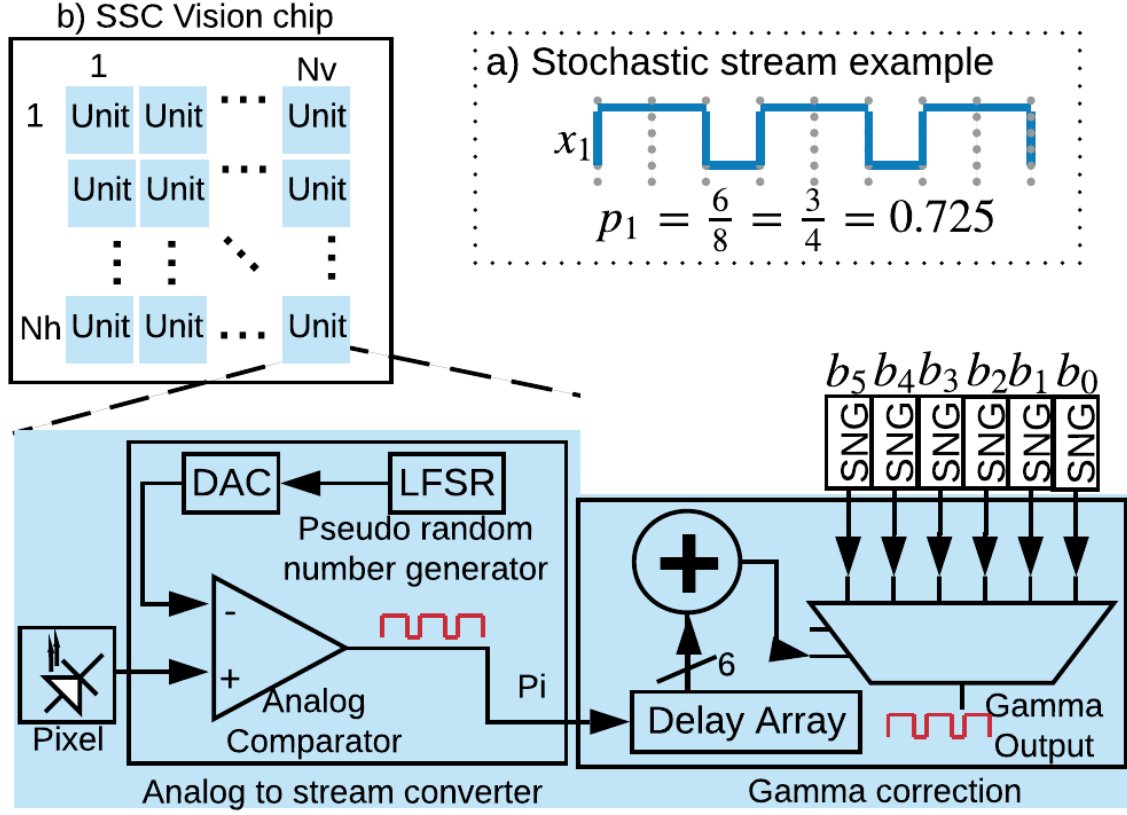 b) SSC Vision chip
1
Nv
1
Unit Unit ... Unit
Unit Unit ... Unit
Nh
Unit Unit ... Unit
a) Stochastic stream example
x₁
p₁ = 6/8 = 3/4 = 0.725
b₅ b₄ b₃ b₂ b₁ b₀
SNG SNG SNG SNG SNG SNG
DAC
LFSR
Pseudo random
number generator
-
+
Analog
Comparator
Pixel
Pi
Analog to stream converter
+
6
Delay Array
Gamma
Output
Gamma correction